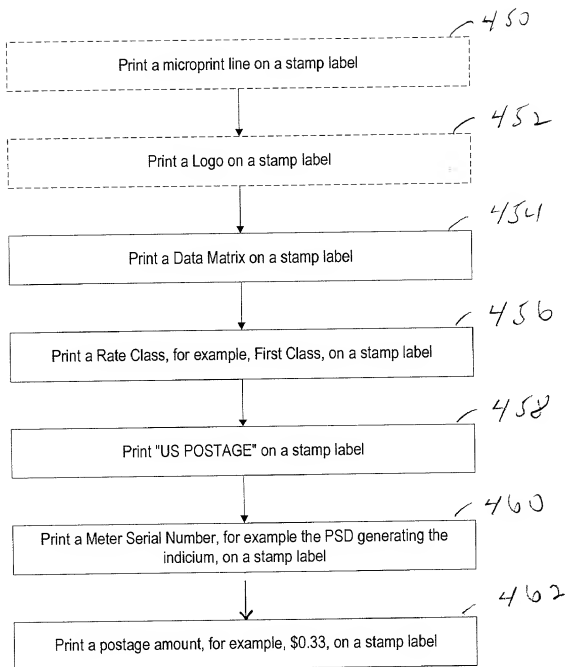 450
Print a microprint line on a stamp label
452
Print a Logo on a stamp label
454
Print a Data Matrix on a stamp label
456
Print a Rate Class, for example, First Class, on a stamp label
458
Print "US POSTAGE" on a stamp label
460
Print a Meter Serial Number, for example the PSD generating the
indicium, on a stamp label
462
Print a postage amount, for example, $0.33, on a stamp label